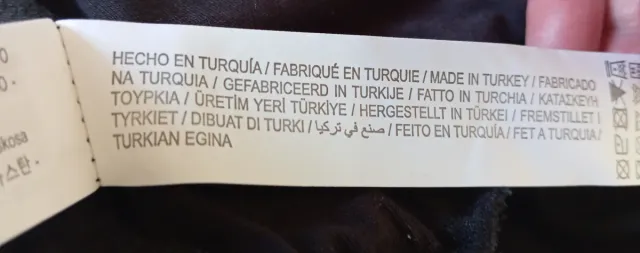 HECHO EN TURQUÍA / FABRIQUÉ EN TURQUIE / MADE IN TURKEY / FABRICADO
NA TURQUIA / GEFABRICEERD IN TURKIJE / FATTO IN TURCHIA / ΚΑΤΑΣΚΕΥΗ
ΤΟΥΡΚΙΑ / ÜRETİM YERİ TÜRKİYE / HERGESTELLT IN TÜRKEI / FREMSTILLET I
TYRKIET / DIBUAT DI TURKI / صنع في تركيا / FEITO EN TURQUÍA / FET A TURQUIA /
TURKIAN EGINA